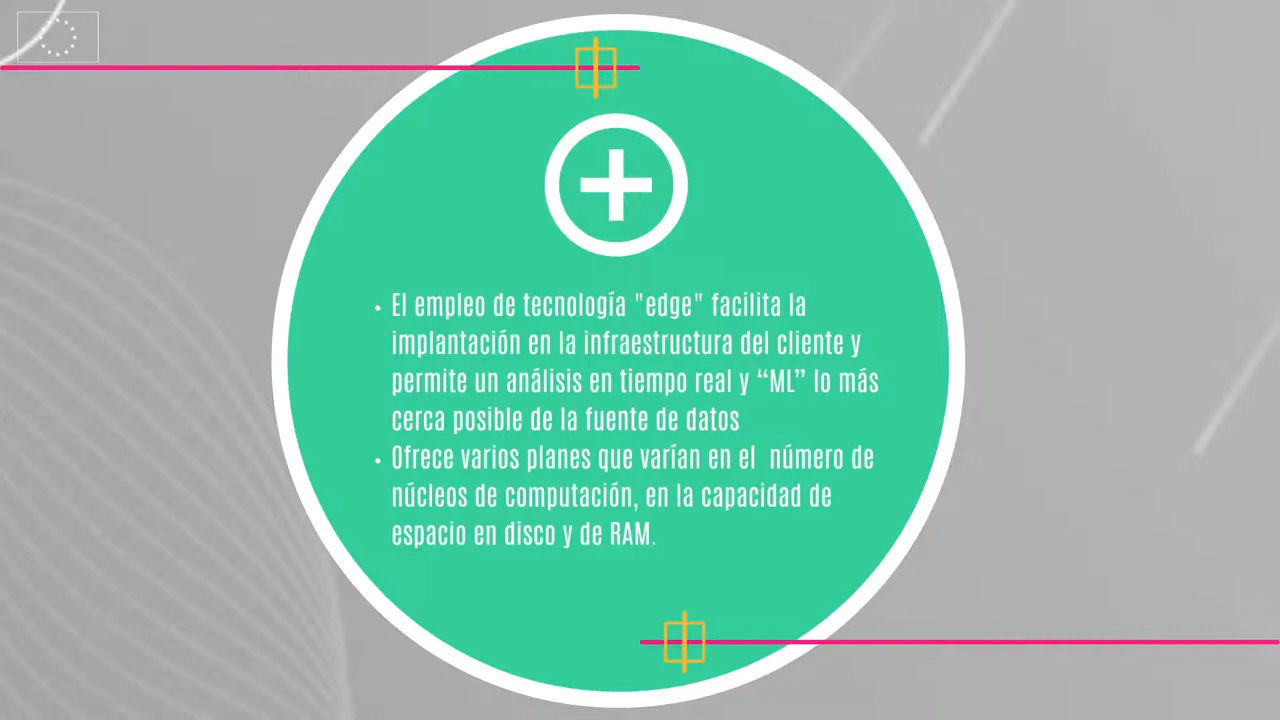 • El empleo de tecnología "edge" facilita la
implantación en la infraestructura del cliente y
permite un análisis en tiempo real y “ML” lo más
cerca posible de la fuente de datos
• Ofrece varios planes que varían en el  número de
núcleos de computación, en la capacidad de
espacio en disco y de RAM.